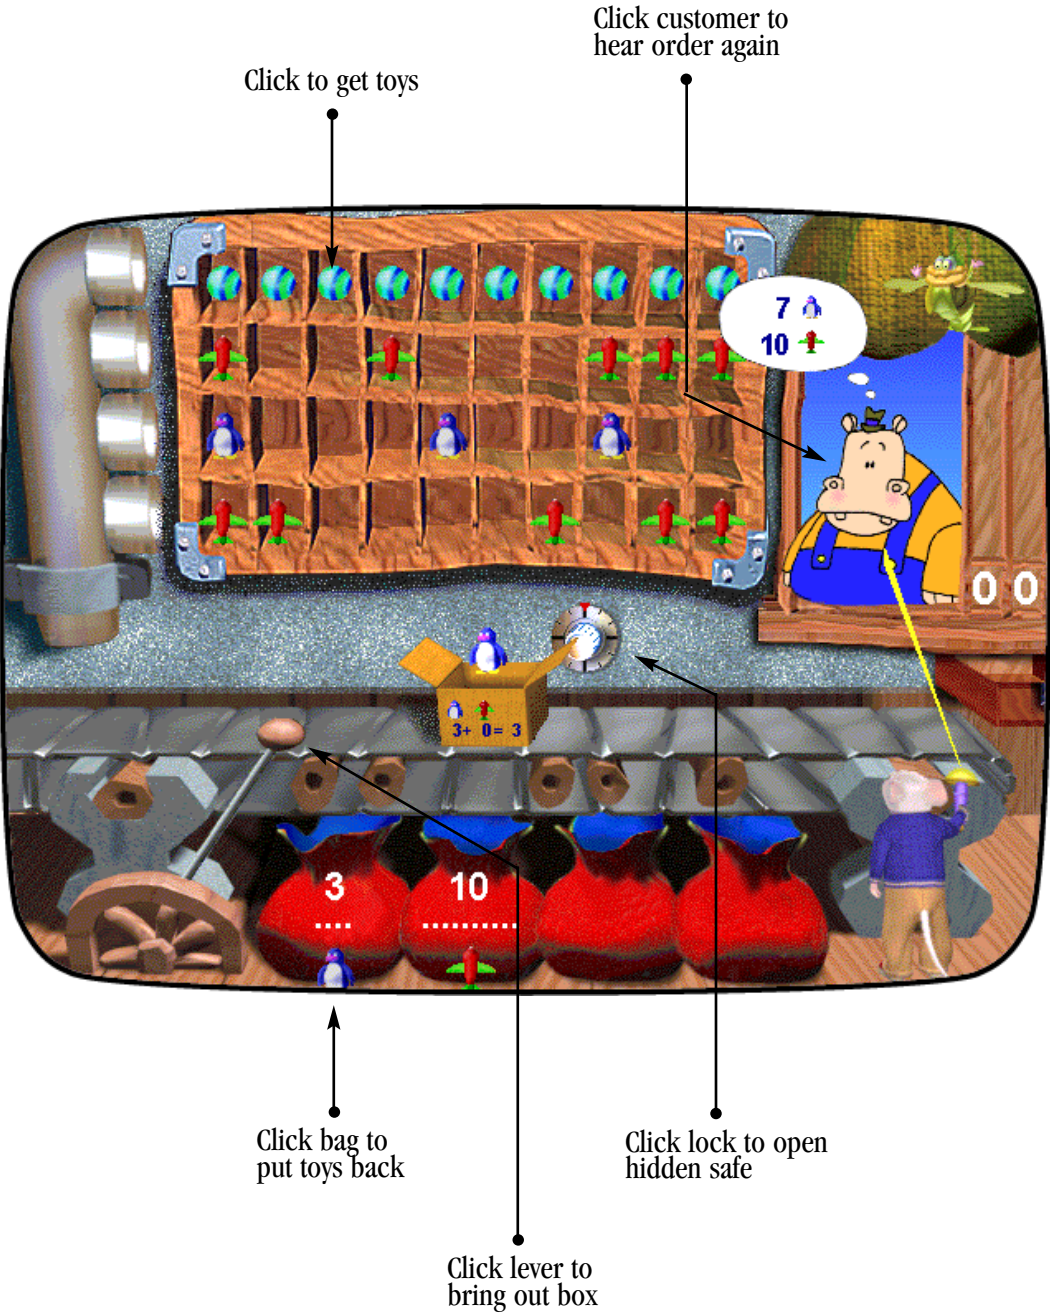 Click customer to
hear order again
Click to get toys
7
10
0 0
3+ 0= 3
3
10
Click bag to
put toys back
Click lock to open
hidden safe
Click lever to
bring out box